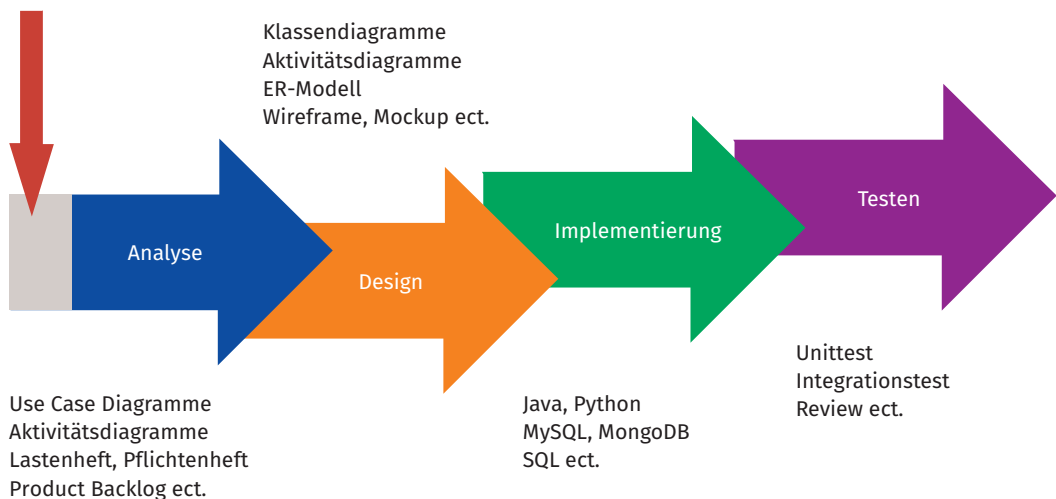 Klassendiagramme
Aktivitätsdiagramme
ER-Modell
Wireframe, Mockup ect.
Analyse
Design
Implementierung
Testen
Use Case Diagramme
Aktivitätsdiagramme
Lastenheft, Pflichtenheft
Product Backlog ect.
Java, Python
MySQL, MongoDB
SQL ect.
Unittest
Integrationstest
Review ect.